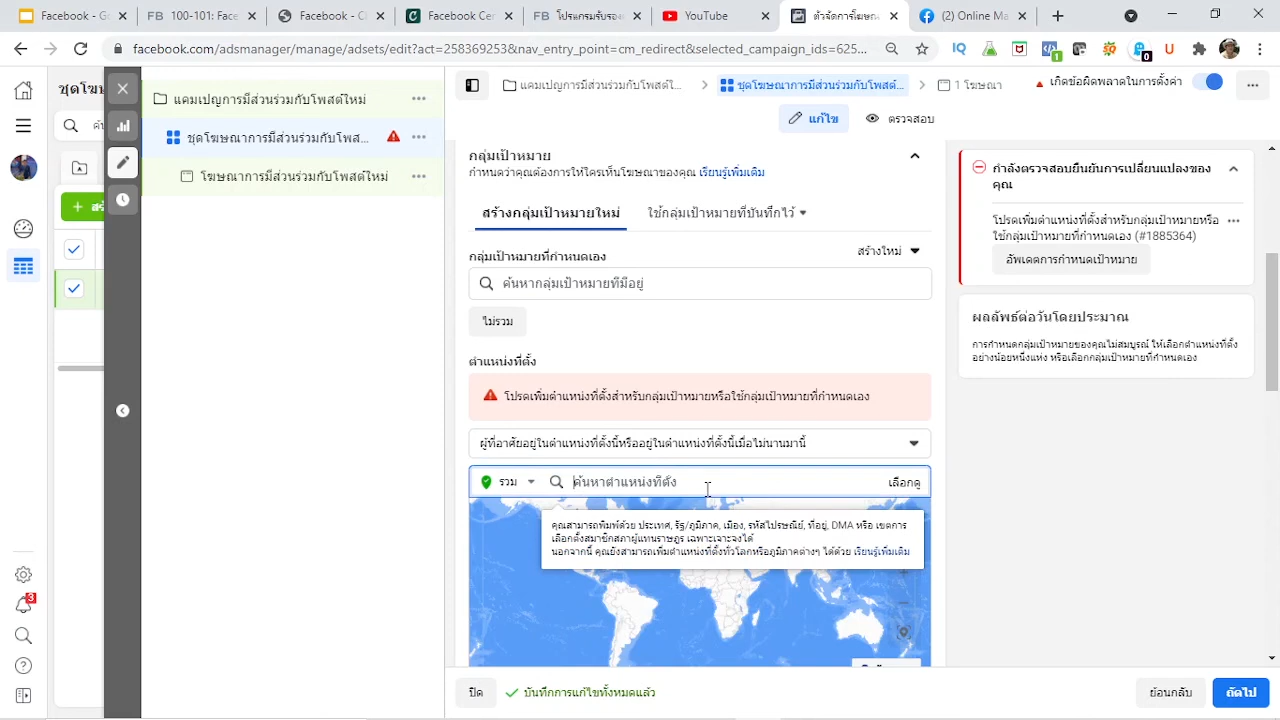 Facebook - G
FB 100-101: Fac
Facebook - C
Facebook Ce
FB โปรแกรมรับรอง
YouTube
ตัวจัดการโฆษณ
(2) Online Ma
facebook.com/adsmanager/manage/adsets/edit?act=258369253&nav_entry_point=cm_redirect&selected_campaign_ids=625...
IQ
1
0
U
แคมเปญการมีส่วนร่วมกับโพสต์ใหม่
ชุดโฆษณาการมีส่วนร่วมกับโพส...
โฆษณาการมีส่วนร่วมกับโพสต์ใหม่
3
แคมเปญการมีส่วนร่วมกับโพสต์ใ...
ชุดโฆษณาการมีส่วนร่วมกับโพสต์...
1 โฆษณา
เกิดข้อผิดพลาดในการตั้งค่า
แก้ไข
ตรวจสอบ
กลุ่มเป้าหมาย
กำหนดว่าคุณต้องการให้ใครเห็นโฆษณาของคุณ เรียนรู้เพิ่มเติม
สร้างกลุ่มเป้าหมายใหม่
ใช้กลุ่มเป้าหมายที่บันทึกไว้
กลุ่มเป้าหมายที่กำหนดเอง
สร้างใหม่
ค้นหากลุ่มเป้าหมายที่มีอยู่
ไม่รวม
ตำแหน่งที่ตั้ง
โปรดเพิ่มตำแหน่งที่ตั้งสำหรับกลุ่มเป้าหมายหรือใช้กลุ่มเป้าหมายที่กำหนดเอง
ผู้ที่อาศัยอยู่ในตำแหน่งที่ตั้งนี้หรืออยู่ในตำแหน่งที่ตั้งนี้เมื่อไม่นานมานี้
รวม
ค้นหาตำแหน่งที่ตั้ง
เลือกดู
คุณสามารถพิมพ์ด้วย ประเทศ, รัฐ/ภูมิภาค, เมือง, รหัสไปรษณีย์, ที่อยู่, DMA หรือ เขตการ
เลือกตั้งสมาชิกสภาผู้แทนราษฎร เฉพาะเจาะจงได้
นอกจากนี้ คุณยังสามารถเพิ่มตำแหน่งที่ตั้งทั่วโลกหรือภูมิภาคต่างๆ ได้ด้วย เรียนรู้เพิ่มเติม
กำลังตรวจสอบยืนยันการเปลี่ยนแปลงของ
คุณ
โปรดเพิ่มตำแหน่งที่ตั้งสำหรับกลุ่มเป้าหมายหรือ
ใช้กลุ่มเป้าหมายที่กำหนดเอง (#1885364)
อัพเดตการกำหนดเป้าหมาย
ผลลัพธ์ต่อวันโดยประมาณ
การกำหนดกลุ่มเป้าหมายของคุณไม่สมบูรณ์ ให้เลือกตำแหน่งที่ตั้ง
อย่างน้อยหนึ่งแห่ง หรือเลือกกลุ่มเป้าหมายที่กำหนดเอง
ปิด
บันทึกการแก้ไขทั้งหมดแล้ว
ย้อนกลับ
ถัดไป